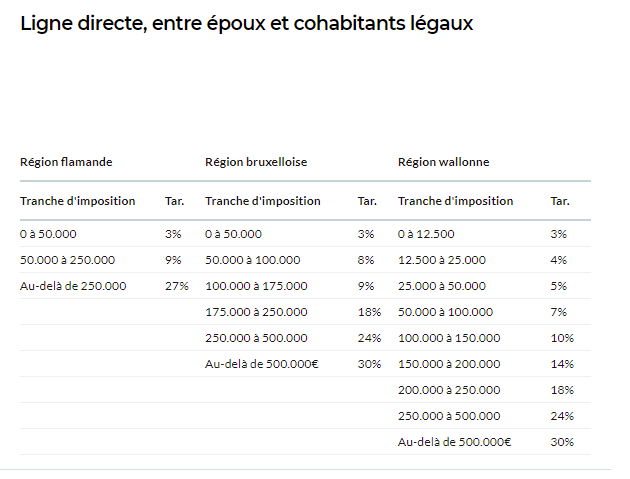 Ligne directe, entre époux et cohabitants légaux
Région flamande Région bruxelloise Région wallonne
Tranche d'imposition Tar. Tranche d'imposition Tar. Tranche d'imposition Tar.
0 à 50.000 3% 0 à 50.000 3% 0 à 12.500 3%
50.000 à 250.000 9% 50.000 à 100.000 8% 12.500 à 25.000 4%
Au-delà de 250.000 27% 100.000 à 175.000 9% 25.000 à 50.000 5%
175.000 à 250.000 18% 50.000 à 100.000 7%
250.000 à 500.000 24% 100.000 à 150.000 10%
Au-delà de 500.000€ 30% 150.000 à 200.000 14%
200.000 à 250.000 18%
250.000 à 500.000 24%
Au-delà de 500.000€ 30%